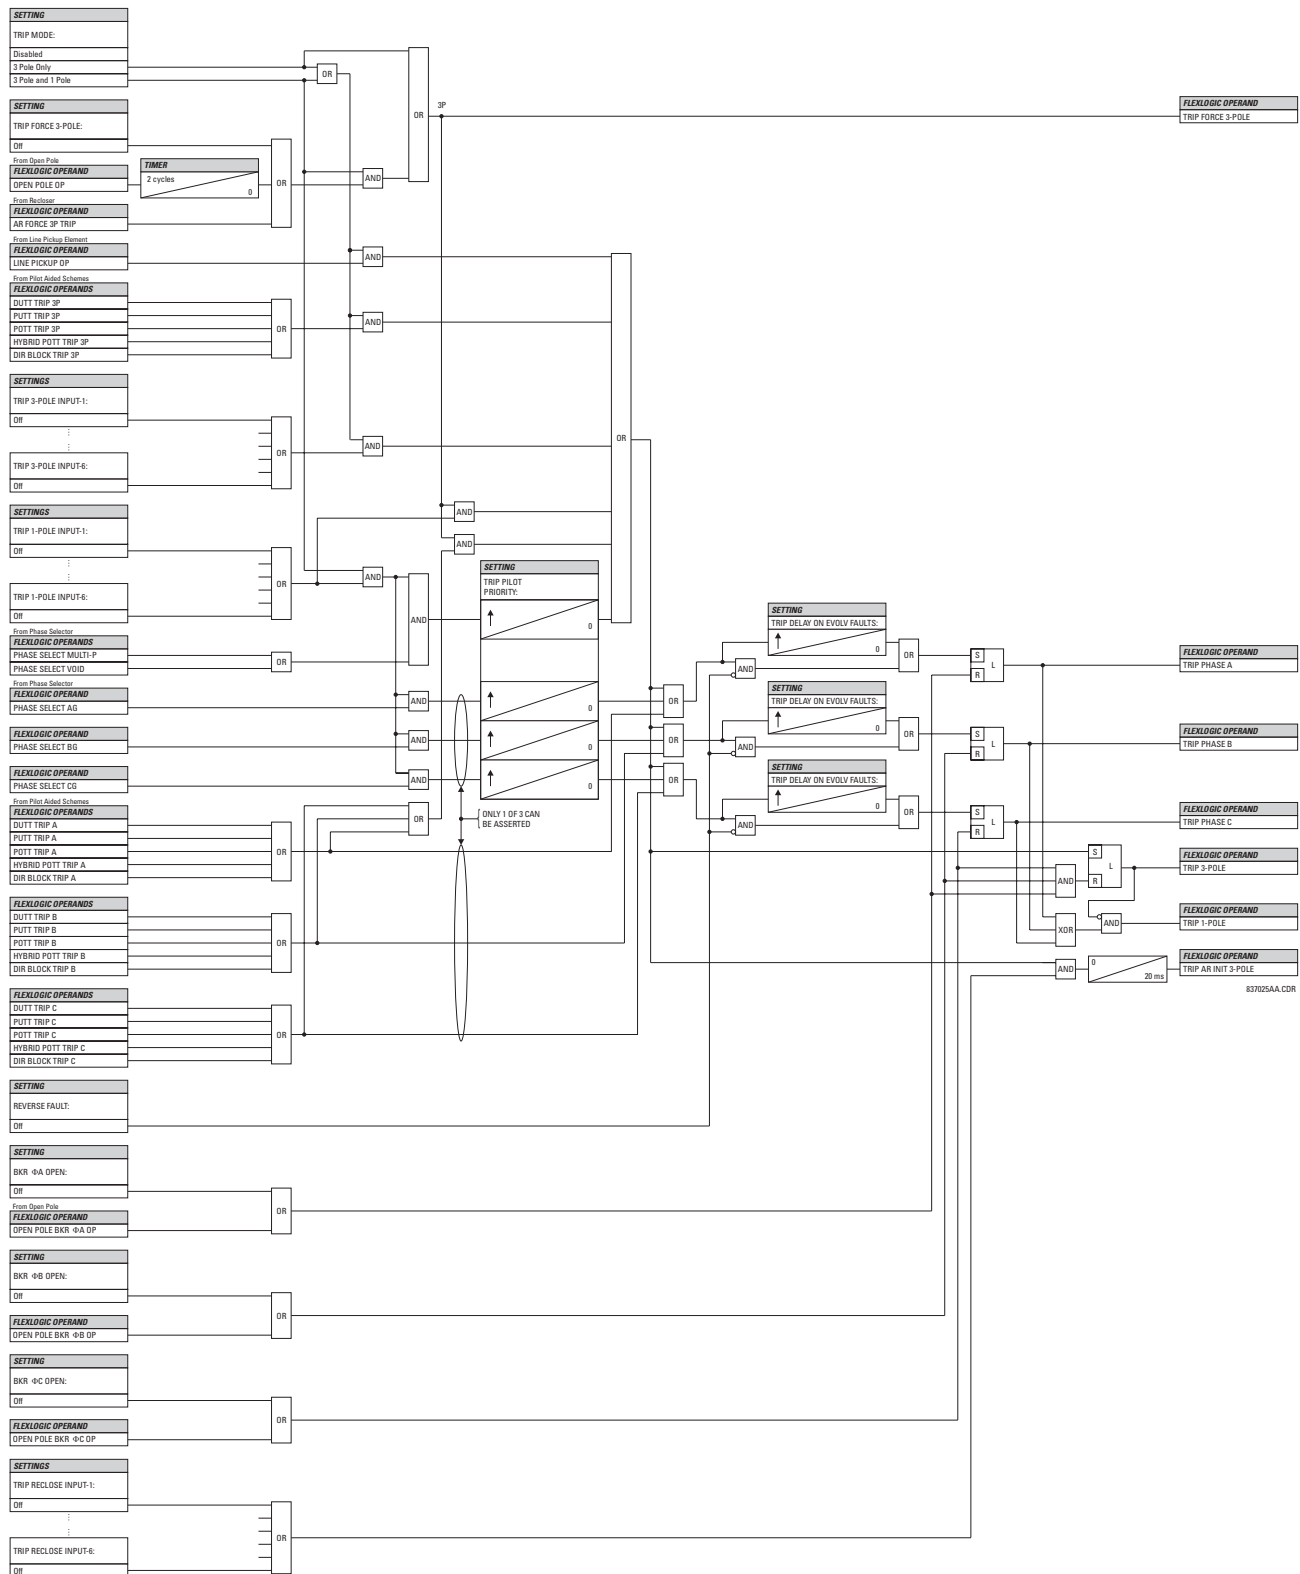 SETTING
TRIP MODE:
Disabled
3 Pole Only
3 Pole and 1 Pole
OR
OR
3P
FLEXLOGIC OPERAND
TRIP FORCE 3-POLE
SETTING
TRIP FORCE 3-POLE:
Off
From Open Pole
FLEXLOGIC OPERAND
OPEN POLE OP
TIMER
2 cycles
0
OR
AND
From Recloser
FLEXLOGIC OPERAND
AR FORCE 3P TRIP
From Line Pickup Element
FLEXLOGIC OPERAND
LINE PICKUP OP
AND
From Pilot Aided Schemes
FLEXLOGIC OPERANDS
DUTT TRIP 3P
PUTT TRIP 3P
POTT TRIP 3P
HYBRID POTT TRIP 3P
DIR BLOCK TRIP 3P
OR
AND
SETTINGS
TRIP 3-POLE INPUT-1:
Off
TRIP 3-POLE INPUT-6:
Off
OR
AND
OR
SETTINGS
TRIP 1-POLE INPUT-1:
Off
TRIP 1-POLE INPUT-6:
Off
OR
AND
AND
AND
AND
SETTING
TRIP PILOT
PRIORITY:
0
0
0
0
From Phase Selector
FLEXLOGIC OPERANDS
PHASE SELECT MULTI-P
PHASE SELECT VOID
OR
From Phase Selector
FLEXLOGIC OPERAND
PHASE SELECT AG
AND
FLEXLOGIC OPERAND
PHASE SELECT BG
AND
FLEXLOGIC OPERAND
PHASE SELECT CG
AND
OR
ONLY 1 OF 3 CAN
BE ASSERTED
OR
OR
OR
SETTING
TRIP DELAY ON EVOLV FAULTS:
0
AND
OR
S
R
L
FLEXLOGIC OPERAND
TRIP PHASE A
SETTING
TRIP DELAY ON EVOLV FAULTS:
0
AND
OR
S
R
L
FLEXLOGIC OPERAND
TRIP PHASE B
SETTING
TRIP DELAY ON EVOLV FAULTS:
0
AND
OR
S
R
L
FLEXLOGIC OPERAND
TRIP PHASE C
From Pilot Aided Schemes
FLEXLOGIC OPERANDS
DUTT TRIP A
PUTT TRIP A
POTT TRIP A
HYBRID POTT TRIP A
DIR BLOCK TRIP A
OR
AND
S
R
L
FLEXLOGIC OPERAND
TRIP 3-POLE
FLEXLOGIC OPERANDS
DUTT TRIP B
PUTT TRIP B
POTT TRIP B
HYBRID POTT TRIP B
DIR BLOCK TRIP B
OR
XOR
AND
FLEXLOGIC OPERAND
TRIP 1-POLE
AND
0
20 ms
FLEXLOGIC OPERAND
TRIP AR INIT 3-POLE
837025AA.CDR
FLEXLOGIC OPERANDS
DUTT TRIP C
PUTT TRIP C
POTT TRIP C
HYBRID POTT TRIP C
DIR BLOCK TRIP C
OR
SETTING
REVERSE FAULT:
Off
SETTING
BKR ΦA OPEN:
Off
From Open Pole
FLEXLOGIC OPERAND
OPEN POLE BKR ΦA OP
OR
SETTING
BKR ΦB OPEN:
Off
FLEXLOGIC OPERAND
OPEN POLE BKR ΦB OP
OR
SETTING
BKR ΦC OPEN:
Off
FLEXLOGIC OPERAND
OPEN POLE BKR ΦC OP
OR
SETTINGS
TRIP RECLOSE INPUT-1:
Off
TRIP RECLOSE INPUT-6:
Off
OR